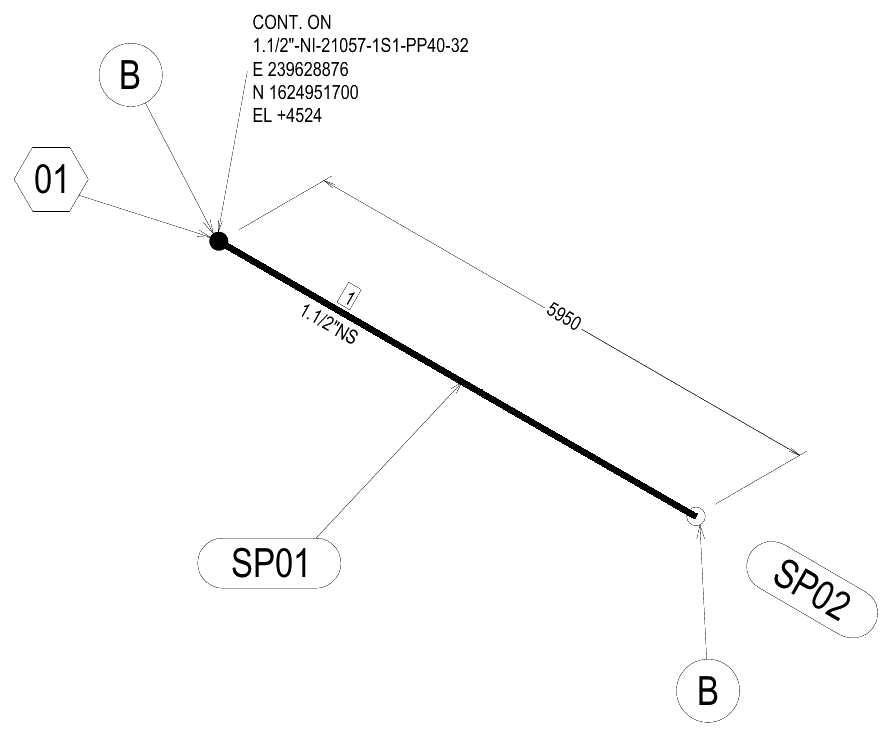 CONT. ON
1.1/2"-NI-21057-1S1-PP40-32
E 239628876
N 1624951700
EL +4524
B
01
5950
1
1.1/2"NS
SP01
SP02
B